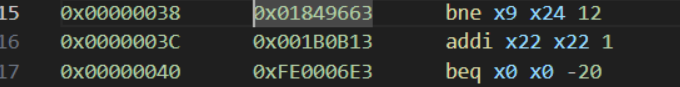 15 0x00000038 0x01849663 bne x9 x24 12
16 0x0000003C 0x001B0B13 addi x22 x22 1
17 0x00000040 0xFE0006E3 beq x0 x0 -20